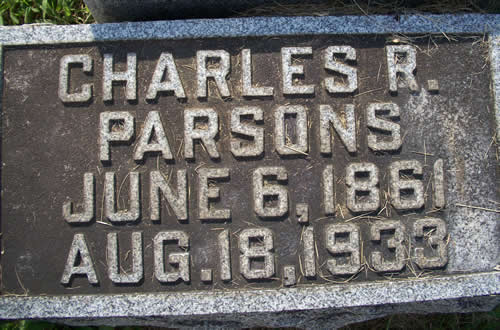 CHARLES R.
PARSONS
JUNE 6, 1861
AUG. 18, 1933